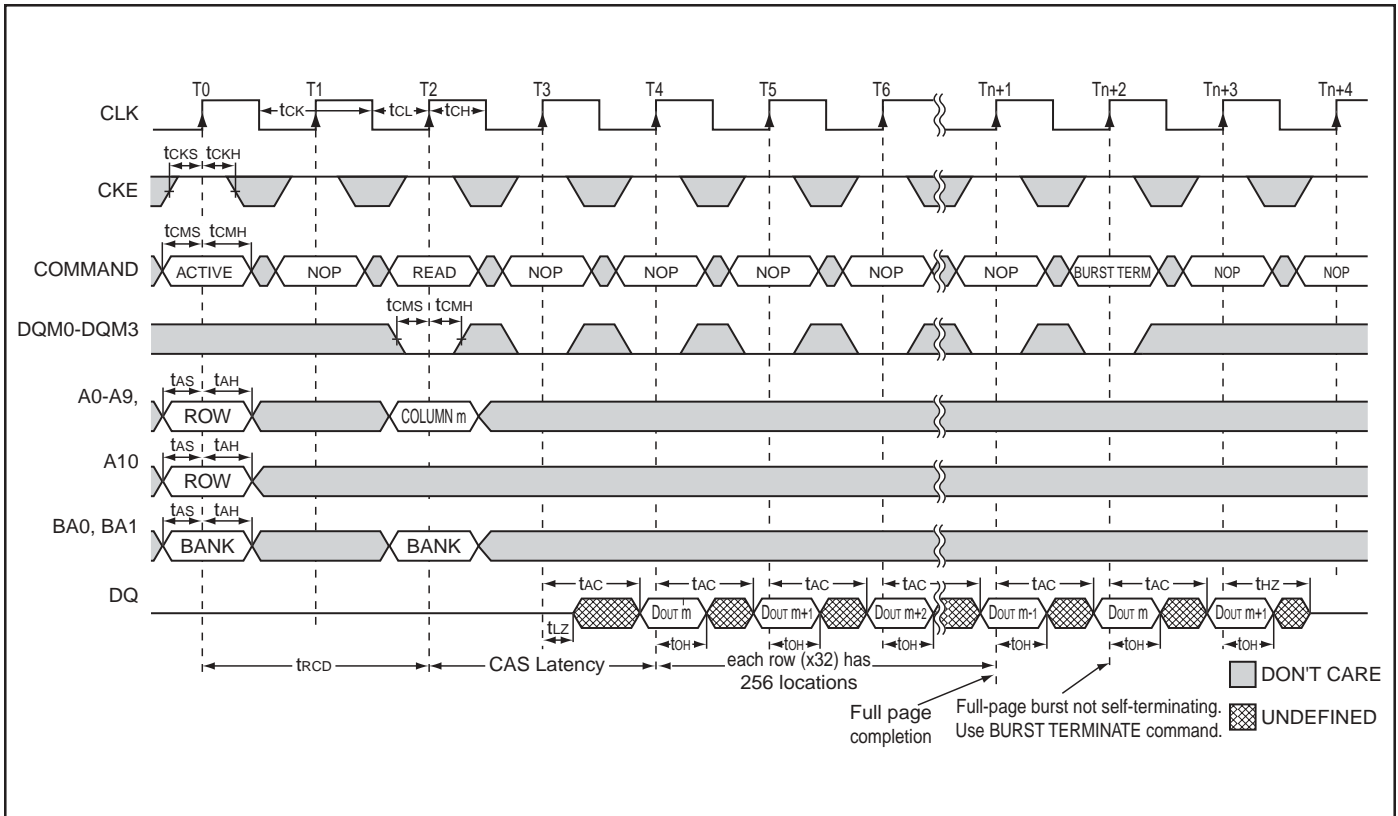 T0 T1 T2 T3 T4 T5 T6 Tn+1 Tn+2 Tn+3 Tn+4
CLK tCK tCL tCH
tCKS tCKH
CKE
tCMS tCMH
COMMAND ACTIVE NOP READ NOP NOP NOP NOP NOP BURST TERM NOP NOP
tCMS tCMH
DQM0-DQM3
tAS tAH
A0-A9, ROW COLUMN m
tAS tAH
A10 ROW
tAS tAH
BA0, BA1 BANK BANK
tAC tAC tAC tAC tAC tAC tHZ
DQ DOUT m DOUT m+1 DOUT m+2 DOUT m-1 DOUT m DOUT m+1
tLZ tOH tOH tOH tOH tOH tOH
tRCD CAS Latency each row (x32) has
256 locations
DON'T CARE
UNDEFINED
Full page
completion
Full-page burst not self-terminating.
Use BURST TERMINATE command.